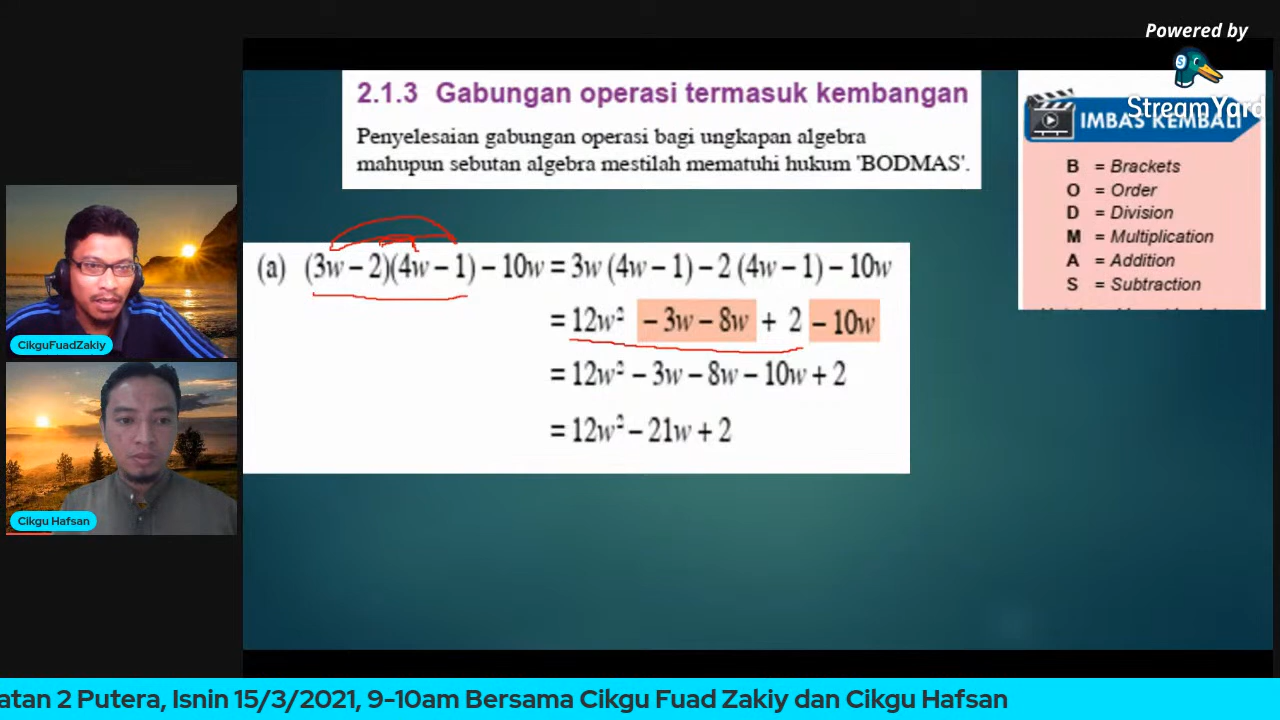 Powered by
StreamYard
2.1.3 Gabungan operasi termasuk kembangan
Penyelesaian gabungan operasi bagi ungkapan algebra
mahupun sebutan algebra mestilah mematuhi hukum 'BODMAS'.
IMBAS KEMBALI
B = Brackets
O = Order
D = Division
M = Multiplication
A = Addition
S = Subtraction
(a) (3w – 2)(4w – 1) – 10w = 3w (4w – 1) – 2 (4w – 1) – 10w
= 12w² – 3w – 8w + 2 – 10w
= 12w² – 3w – 8w – 10w + 2
= 12w² – 21w + 2
CikguFuadZakiy
Cikgu Hafsan
atan 2 Putera, Isnin 15/3/2021, 9-10am Bersama Cikgu Fuad Zakiy dan Cikgu Hafsan